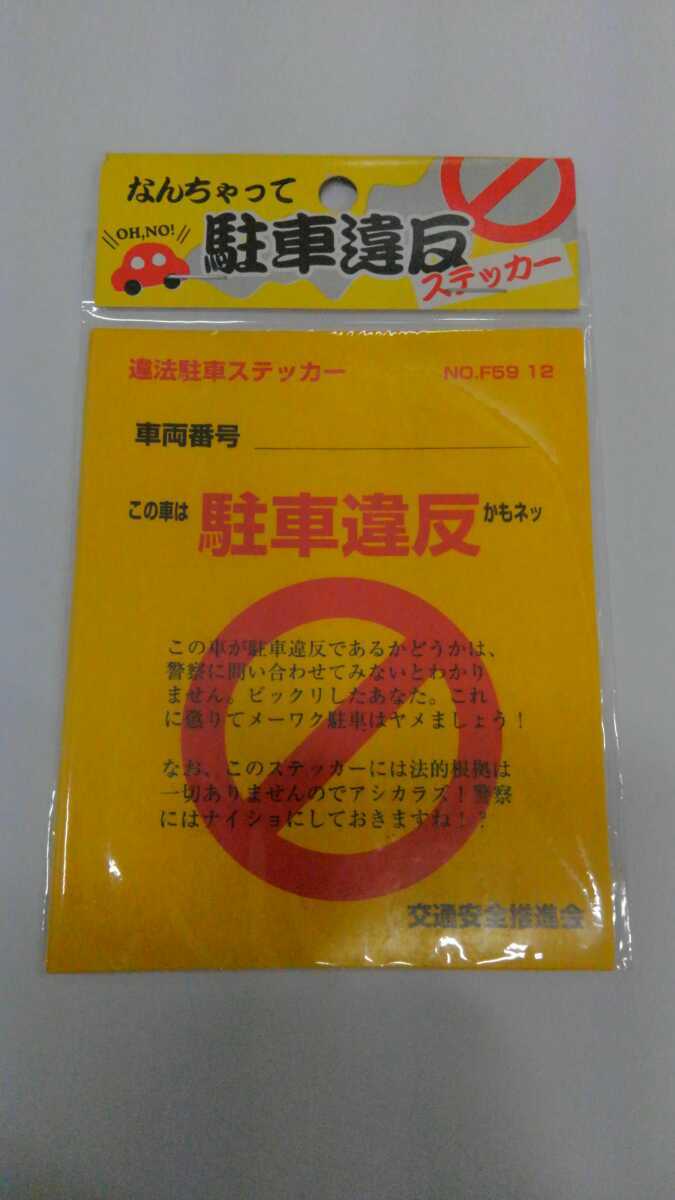 なんちゃって
OH,NO!
駐車違反
ステッカー
違法駐車ステッカー NO.F59 12
車両番号
この車は 駐車違反 かもネッ
この車が駐車違反であるかどうかは、
警察に問い合わせてみないとわかり
ません。ビックリしたあなた。これ
に懲りてメーワク駐車はヤメましょう!
なお、このステッカーには法的根拠は
一切ありませんのでアシカラズ!警察
にはナイショにしておきますね!?
交通安全推進会